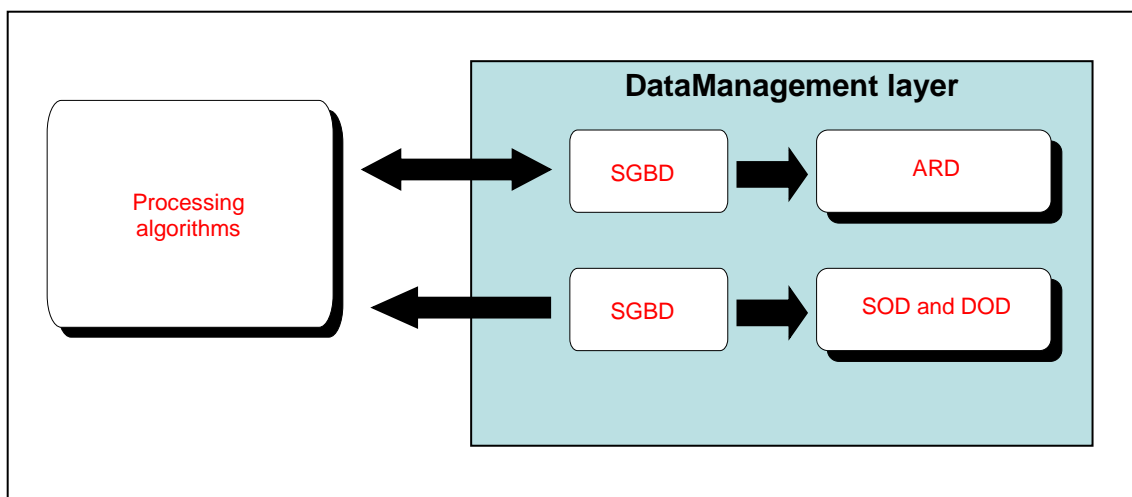 DataManagement layer
Processing
algorithms
SGBD
ARD
SGBD
SOD and DOD